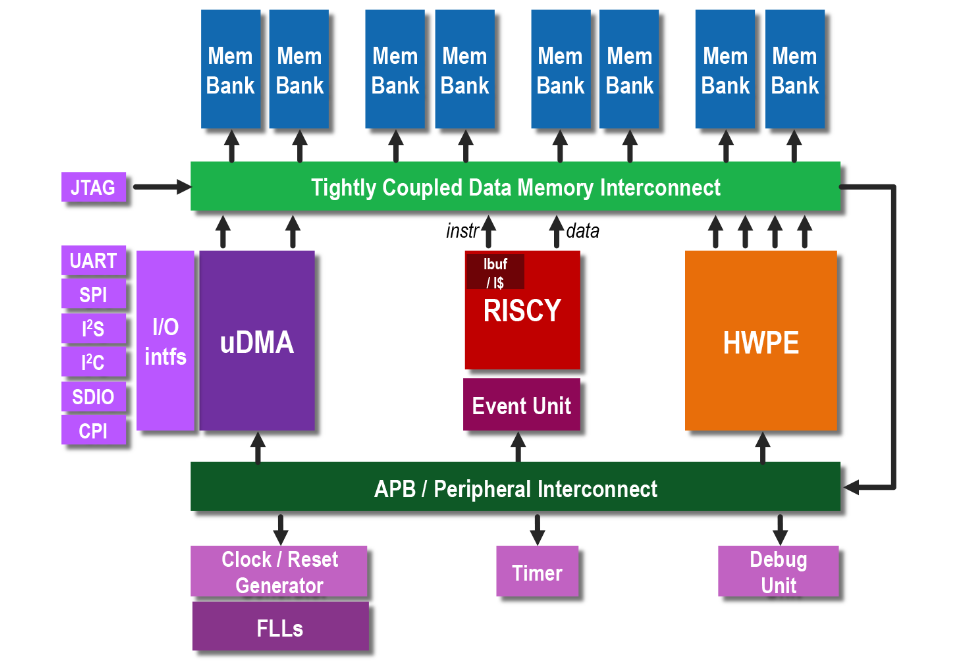 Mem Bank
Mem Bank
Mem Bank
Mem Bank
Mem Bank
Mem Bank
Mem Bank
Mem Bank
JTAG
Tightly Coupled Data Memory Interconnect
instr
data
UART
SPI
I²S
I²C
SDIO
CPI
I/O
intfs
uDMA
Ibuf
/ I$
RISCY
Event Unit
HWPE
APB / Peripheral Interconnect
Clock / Reset
Generator
FLLs
Timer
Debug
Unit